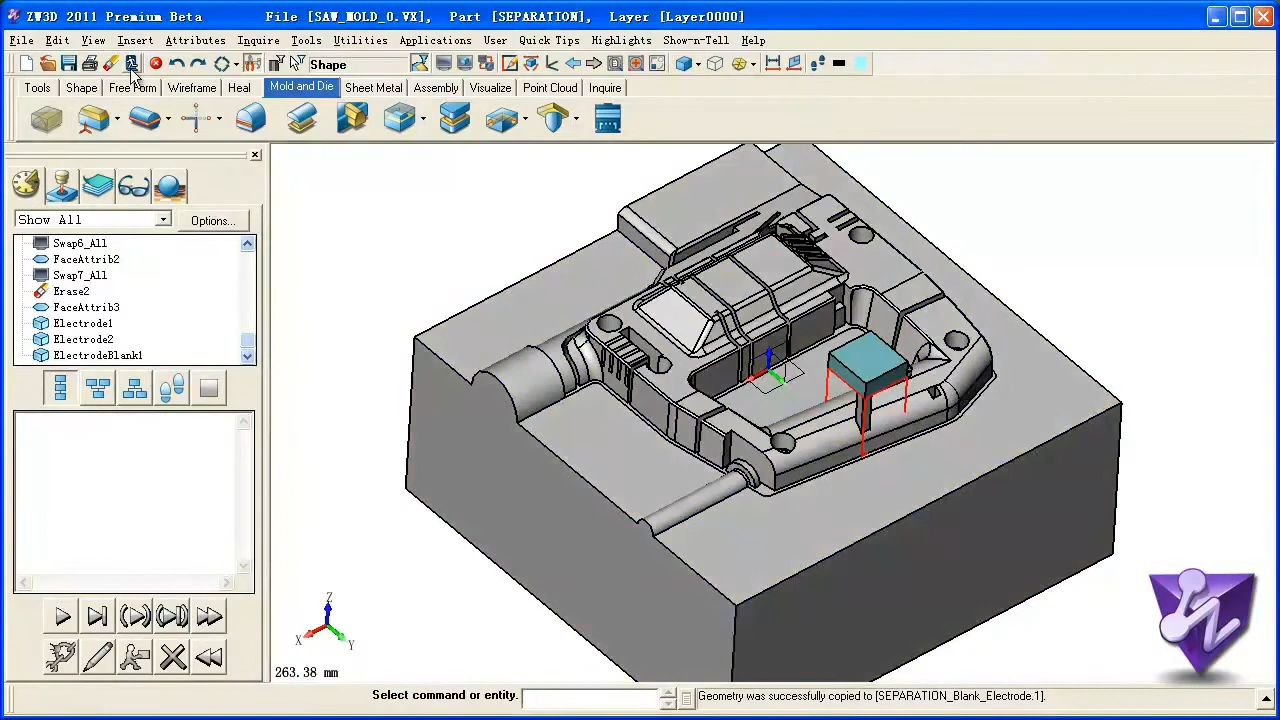 ZW3D 2011 Premium Beta File [SAW_MOLD_0.VX], Part [SEPARATION], Layer [Layer0000]
File Edit View Insert Attributes Inquire Tools Utilities Applications User Quick Tips Highlights Show-n-Tell Help
Shape
Tools Shape FreeForm Wireframe Heal Mold and Die Sheet Metal Assembly Visualize Point Cloud Inquire
Show All Options...
Swap6_All
FaceAttrib2
Swap7_All
Erase2
FaceAttrib3
Electrode1
Electrode2
ElectrodeBlank1
Z
X
Y
263.38 mm
Select command or entity. Geometry was successfully copied to [SEPARATION_Blank_Electrode.1].